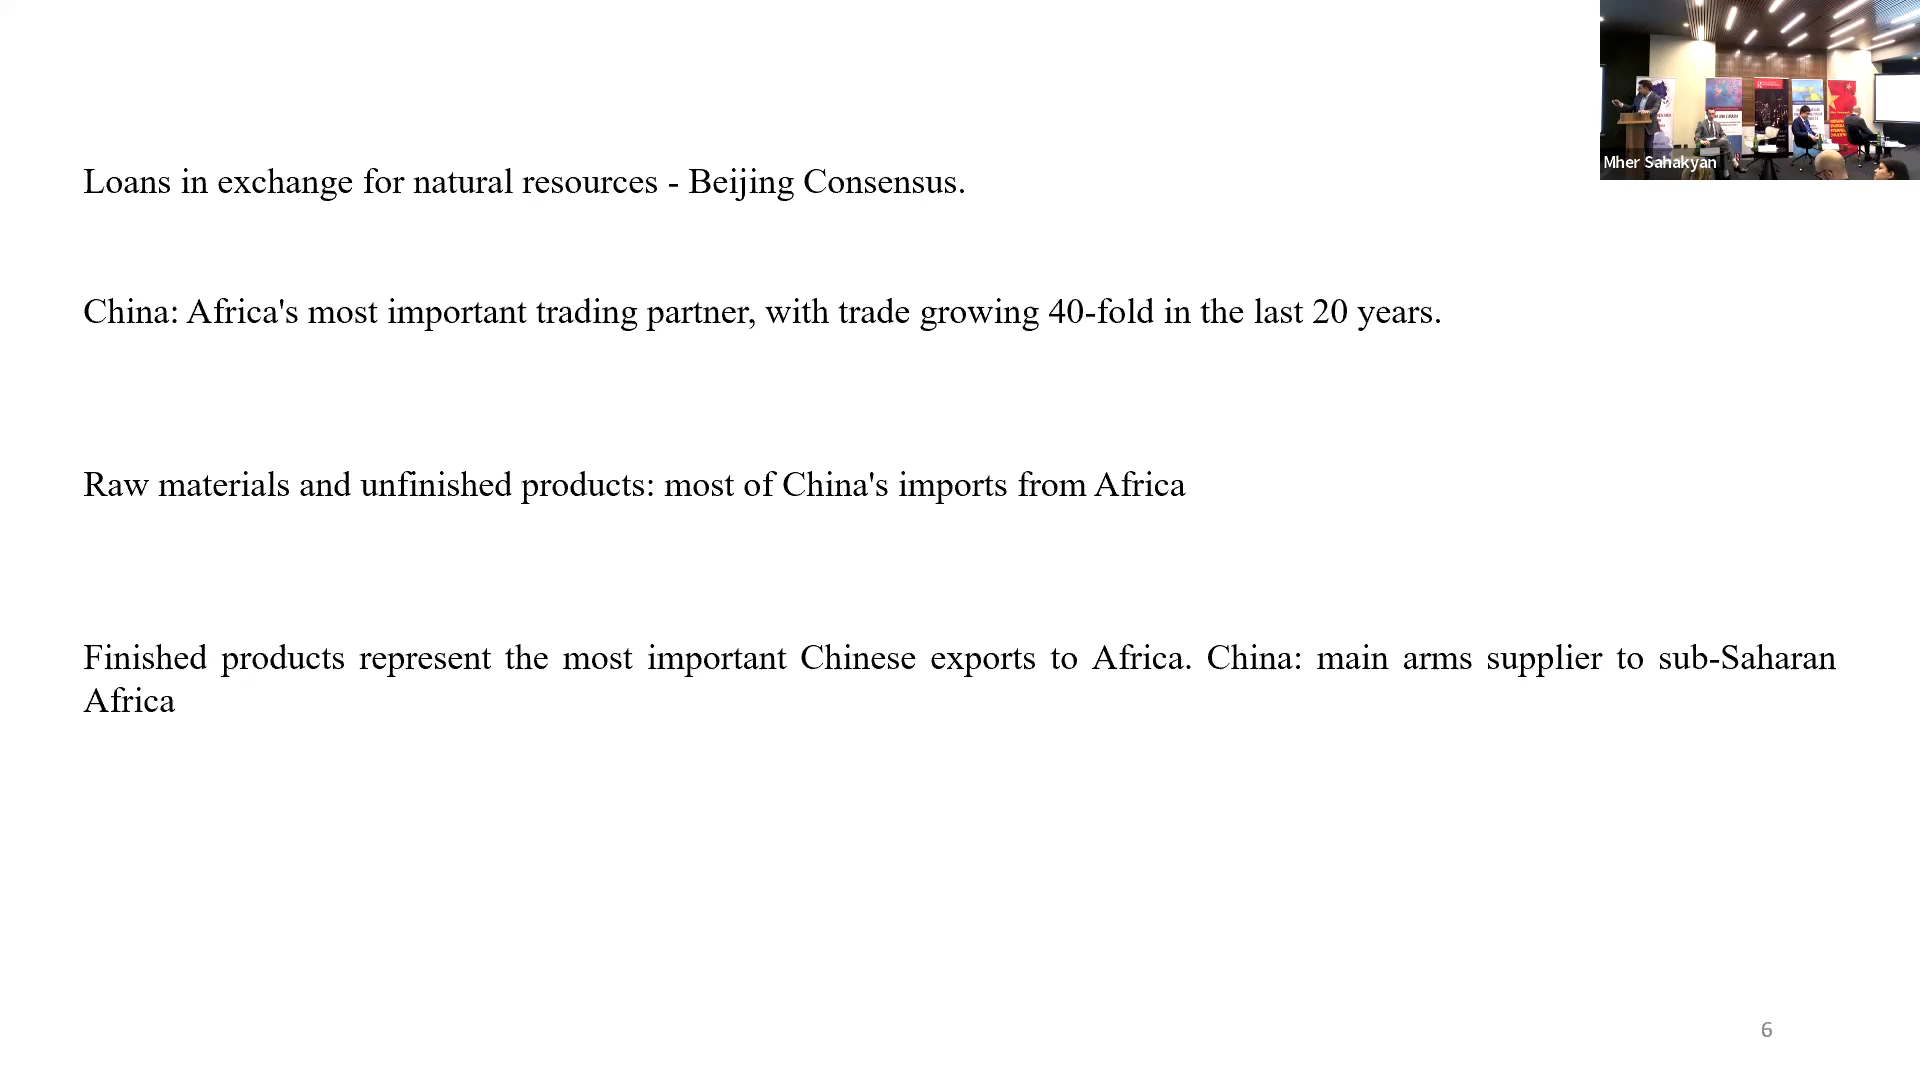 Loans in exchange for natural resources - Beijing Consensus.
China: Africa's most important trading partner, with trade growing 40-fold in the last 20 years.
Raw materials and unfinished products: most of China's imports from Africa
Finished products represent the most important Chinese exports to Africa. China: main arms supplier to sub-Saharan
Africa
6
Mher Sahakyan